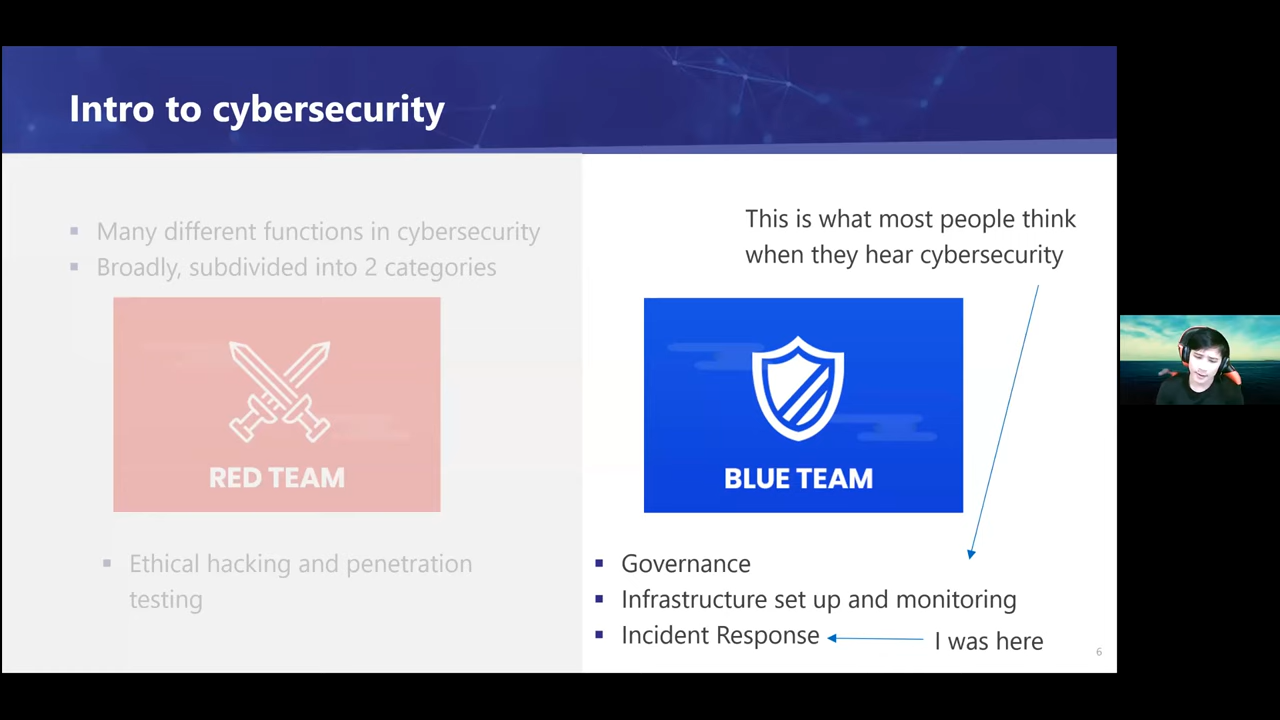 Intro to cybersecurity
Many different functions in cybersecurity
Broadly, subdivided into 2 categories
RED TEAM
Ethical hacking and penetration
testing
This is what most people think
when they hear cybersecurity
BLUE TEAM
Governance
Infrastructure set up and monitoring
Incident Response
I was here
6